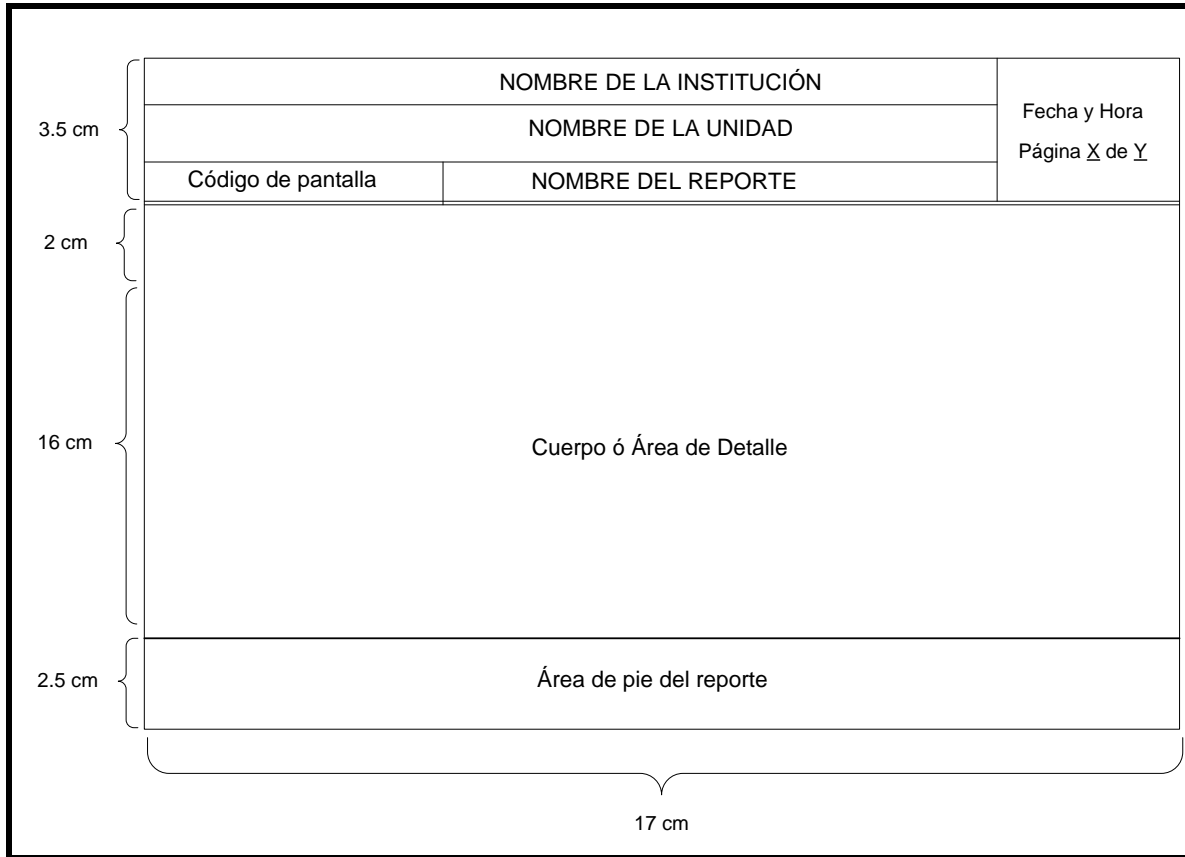 NOMBRE DE LA INSTITUCIÓN
Fecha y Hora
3.5 cm
NOMBRE DE LA UNIDAD
Página X de Y
Código de pantalla
NOMBRE DEL REPORTE
2 cm
16 cm
Cuerpo ó Área de Detalle
2.5 cm
Área de pie del reporte
17 cm